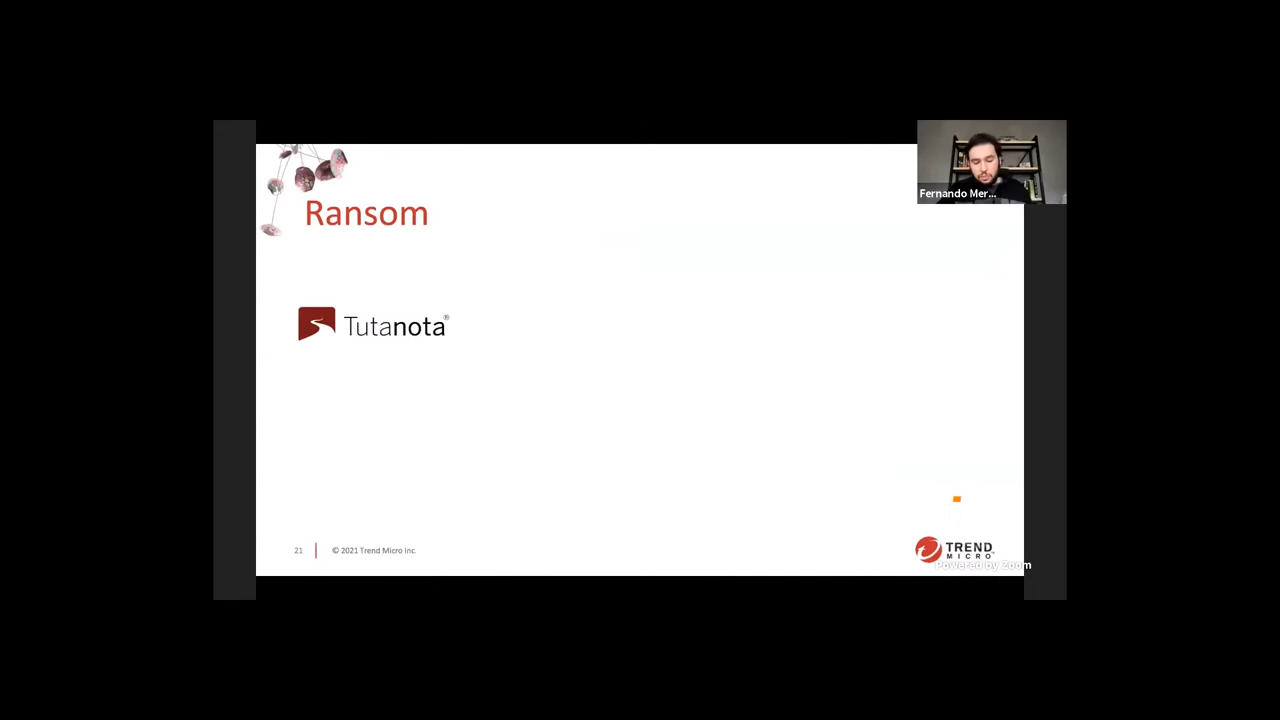 Fernando Mer...
Ransom
Tutanota®
21
© 2021 Trend Micro Inc.
TREND
MICRO
Powered by Zoom